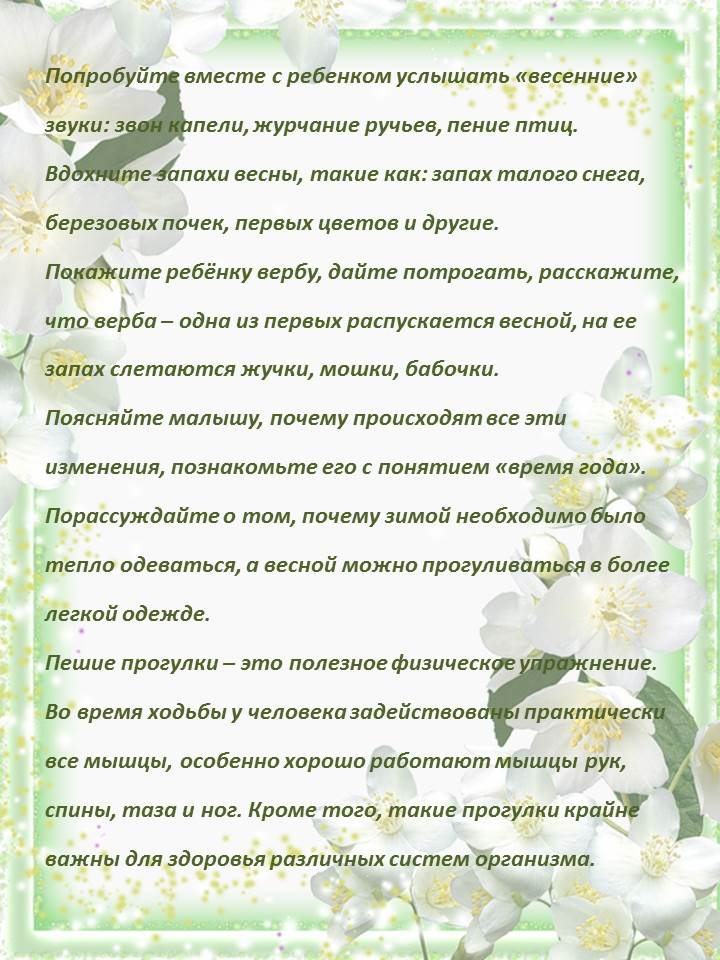 Попробуйте вместе с ребенком услышать «весенние»
звуки: звон капели, журчание ручьев, пение птиц.
Вдохните запахи весны, такие как: запах талого снега,
березовых почек, первых цветов и другие.
Покажите ребёнку вербу, дайте потрогать, расскажите,
что верба – одна из первых распускается весной, на ее
запах слетаются жучки, мошки, бабочки.
Поясняйте малышу, почему происходят все эти
изменения, познакомьте его с понятием «время года».
Порассуждайте о том, почему зимой необходимо было
тепло одеваться, а весной можно прогуливаться в более
легкой одежде.
Пешие прогулки – это полезное физическое упражнение.
Во время ходьбы у человека задействованы практически
все мышцы, особенно хорошо работают мышцы рук,
спины, таза и ног. Кроме того, такие прогулки крайне
важны для здоровья различных систем организма.